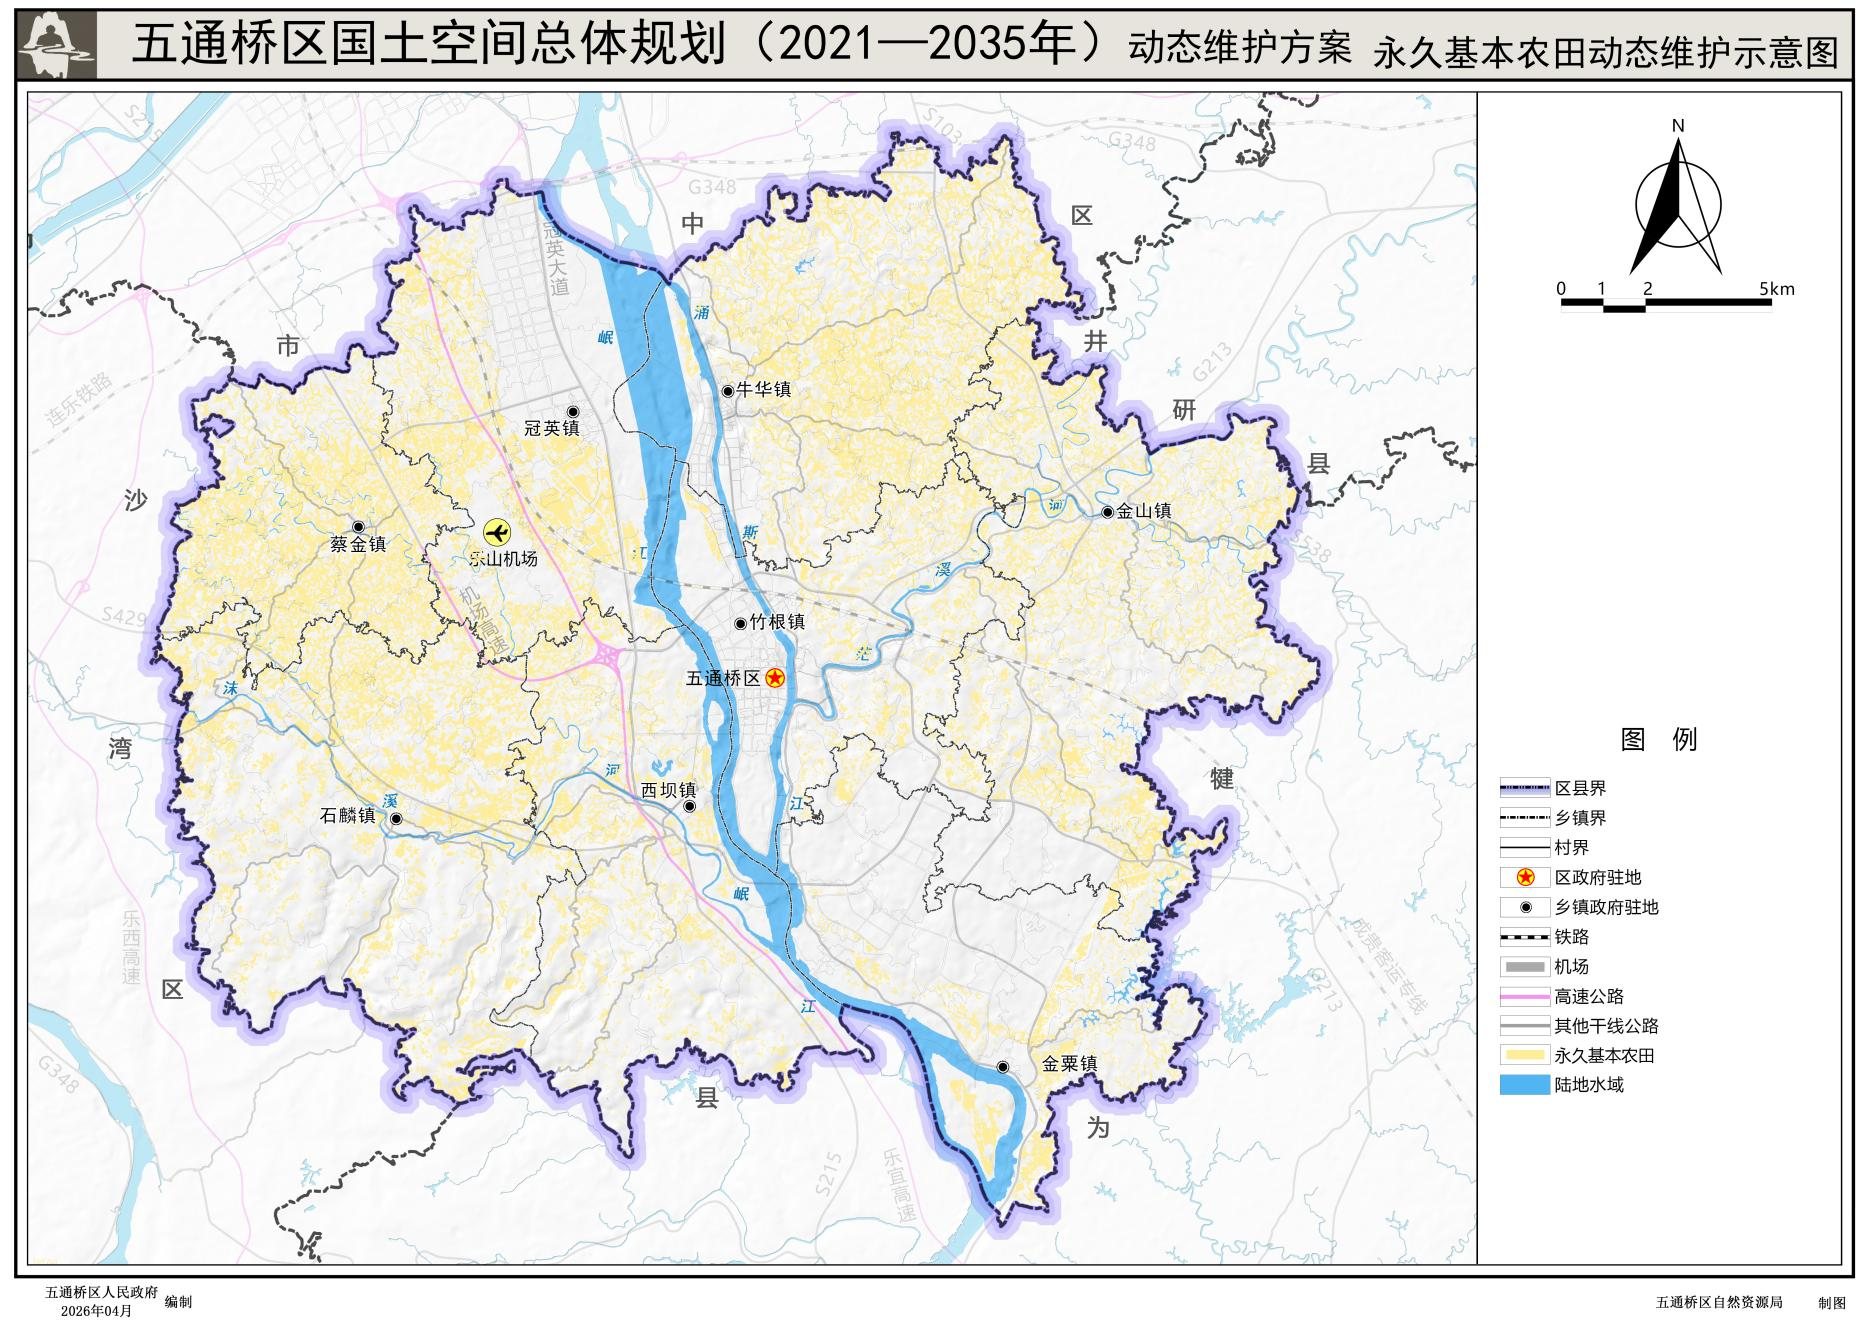 五通桥区国土空间总体规划（2021—2035年）动态维护方案 永久基本农田动态维护示意图
S215
S103
G348
G348
中
区
N
0 1 2 5km
冠英大道
涌
岷
市
井
G213
连乐铁路
牛华镇
研
冠英镇
县
沙
金山镇
河
斯
S538
蔡金镇
江
乐山机场
溪
机场高速
S429
竹根镇
茫
五通桥区
沫
湾
图 例
河
犍
西坝镇
区县界
溪
江
石麟镇
乡镇界
村界
区政府驻地
岷
乡镇政府驻地
乐西高速
成贵客运专线
铁路
机场
区
G213
高速公路
江
其他干线公路
永久基本农田
金粟镇
G348
陆地水域
县
为
S215
乐宜高速
五通桥区人民政府
2026年04月
编制
五通桥区自然资源局 制图